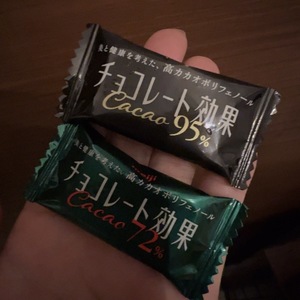 美と健康を考えた、高カカオポリフェノール
チョコレート効果
Cacao 95%
meiji
美と健康を考えた、高カカオポリフェノール
チョコレート効果
Cacao 72%